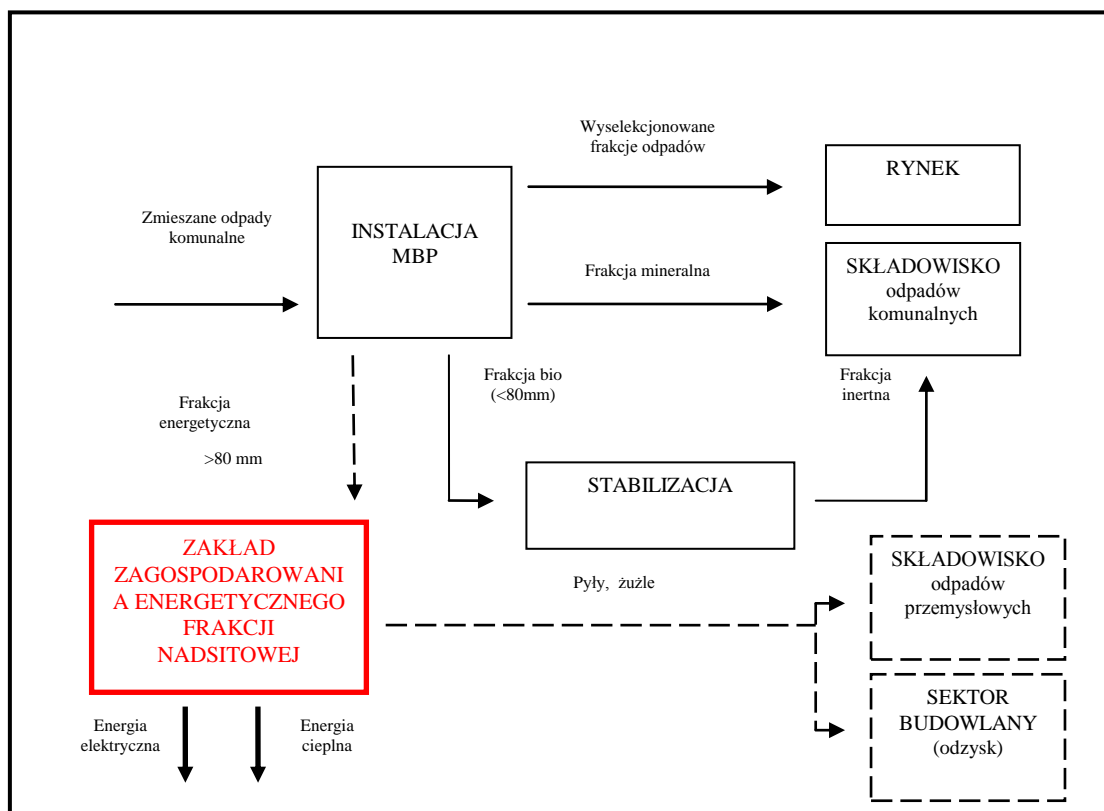 Zmieszane odpady
komunalne
INSTALACJA
MBP
Wyselekcjonowane
frakcje odpadów
RYNEK
Frakcja mineralna
SKŁADOWISKO
odpadów
komunalnych
Frakcja
energetyczna
>80 mm
Frakcja bio
(<80mm)
Frakcja
inertna
STABILIZACJA
ZAKŁAD
ZAGOSPODAROWANI
A ENERGETYCZNEGO
FRAKCJI
NADSITOWEJ
Pyły, żużle
SKŁADOWISKO
odpadów
przemysłowych
SEKTOR
BUDOWLANY
(odzysk)
Energia
elektryczna
Energia
cieplna